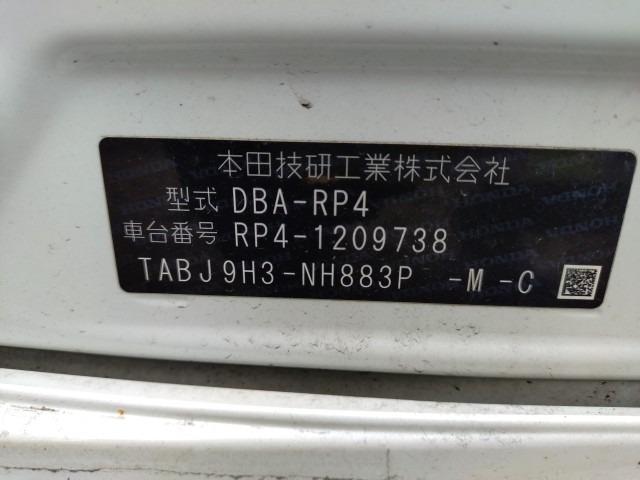 本田技研工業株式会社
型式 DBA-RP4
車台番号 RP4-1209738
TABJ9H3-NH883P -M-C